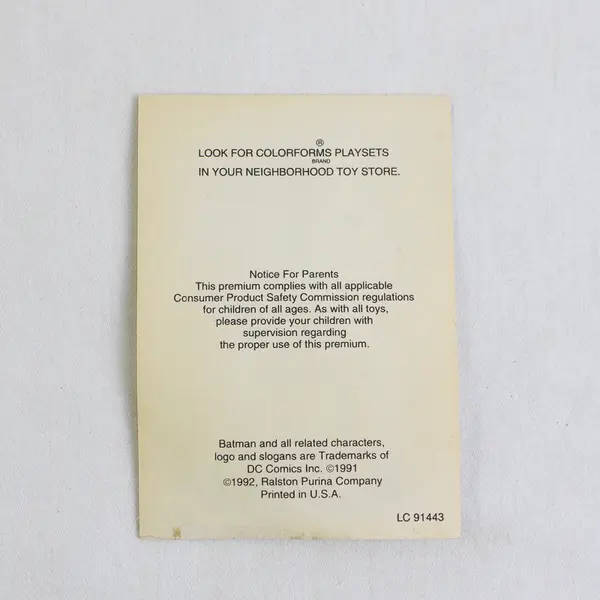 LOOK FOR COLORFORMS® PLAYSETS
BRAND
IN YOUR NEIGHBORHOOD TOY STORE.
Notice For Parents
This premium complies with all applicable
Consumer Product Safety Commission regulations
for children of all ages. As with all toys,
please provide your children with
supervision regarding
the proper use of this premium.
Batman and all related characters,
logo and slogans are Trademarks of
DC Comics Inc. ©1991
©1992, Ralston Purina Company
Printed in U.S.A.
LC 91443